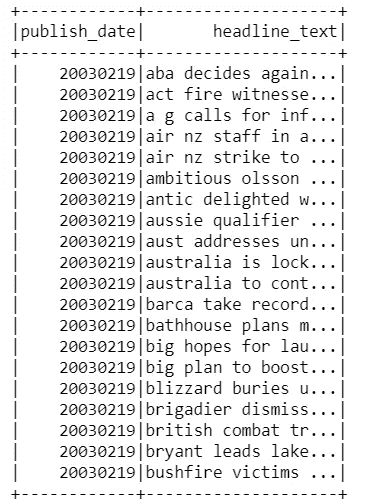 +------------+--------------------+
|publish_date|       headline_text|
+------------+--------------------+
|    20030219|aba decides again...|
|    20030219|act fire witnesse...|
|    20030219|a g calls for inf...|
|    20030219|air nz staff in a...|
|    20030219|air nz strike to ...|
|    20030219|ambitious olsson ...|
|    20030219|antic delighted w...|
|    20030219|aussie qualifier ...|
|    20030219|aust addresses un...|
|    20030219|australia is lock...|
|    20030219|australia to cont...|
|    20030219|barca take record...|
|    20030219|bathhouse plans m...|
|    20030219|big hopes for lau...|
|    20030219|big plan to boost...|
|    20030219|blizzard buries u...|
|    20030219|brigadier dismiss...|
|    20030219|british combat tr...|
|    20030219|bryant leads lake...|
|    20030219|bushfire victims ...|
+------------+--------------------+